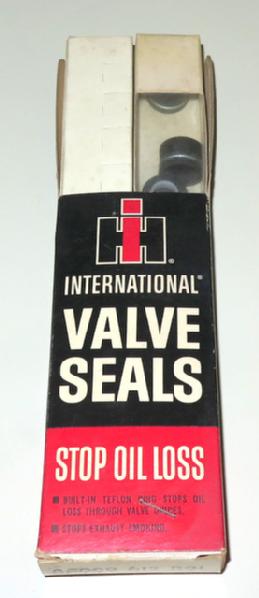 IH®
INTERNATIONAL®
VALVE
SEALS
STOP OIL LOSS
■ BUILT-IN TEFLON RING STOPS OIL
LOSS THROUGH VALVE GUIDES.
■ STOPS EXHAUST SMOKING.